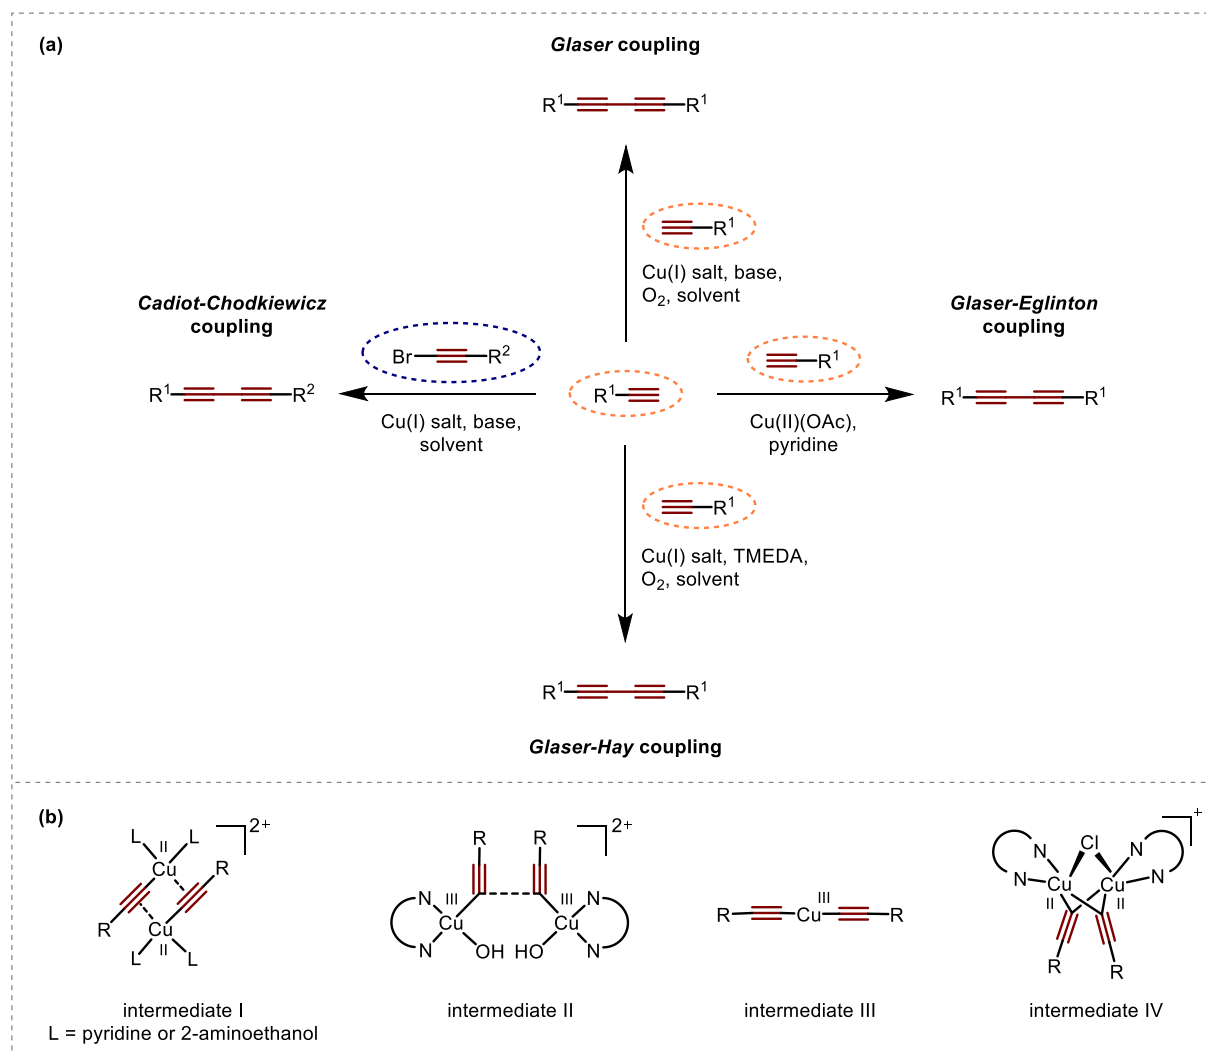 (a)
Glaser coupling
R1 R1
R1
Cu(I) salt, base,
O2, solvent
Cadiot-Chodkiewicz
coupling
Br R2
R1 R2
Cu(I) salt, base,
solvent
R1
Glaser-Eglinton
coupling
R1
Cu(II)(OAc),
pyridine
R1 R1
R1
Cu(I) salt, TMEDA,
O2, solvent
R1 R1
Glaser-Hay coupling
(b)
2+
L L
II
Cu
R
R
Cu
II
L L
intermediate I
L = pyridine or 2-aminoethanol
2+
R R
III III
N Cu Cu N
N OH HO N
intermediate II
III
R Cu R
intermediate III
+
N Cl N
N Cu Cu N
II II
R R
intermediate IV